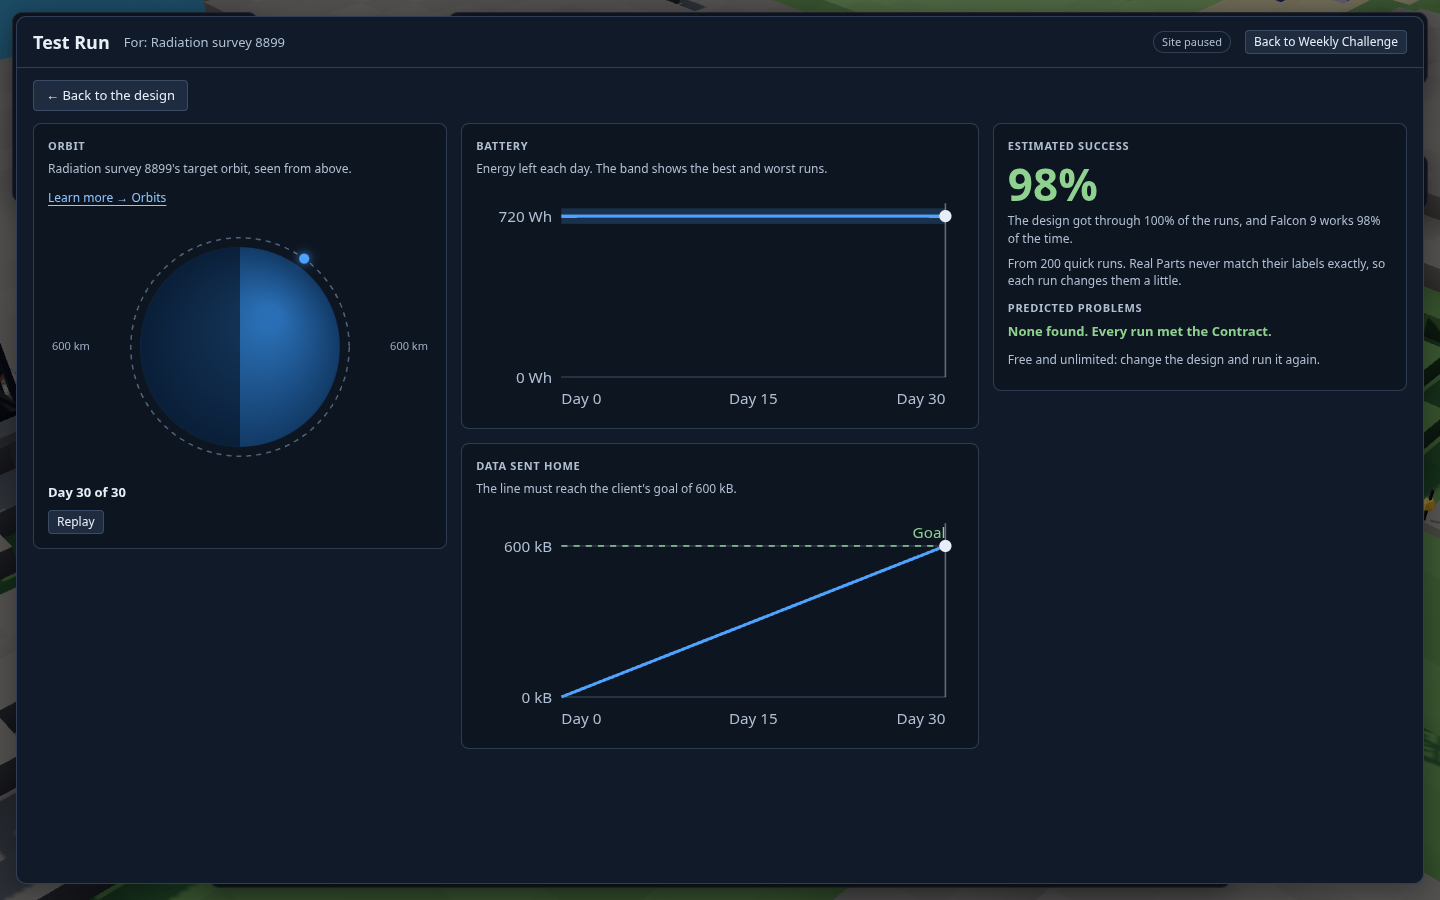 Test Run
For: Radiation survey 8899
Site paused
Back to Weekly Challenge
← Back to the design
ORBIT
Radiation survey 8899's target orbit, seen from above.
Learn more → Orbits
600 km
600 km
Day 30 of 30
Replay
BATTERY
Energy left each day. The band shows the best and worst runs.
720 Wh
0 Wh
Day 0
Day 15
Day 30
DATA SENT HOME
The line must reach the client's goal of 600 kB.
Goal
600 kB
0 kB
Day 0
Day 15
Day 30
ESTIMATED SUCCESS
98%
The design got through 100% of the runs, and Falcon 9 works 98%
of the time.
From 200 quick runs. Real Parts never match their labels exactly, so
each run changes them a little.
PREDICTED PROBLEMS
None found. Every run met the Contract.
Free and unlimited: change the design and run it again.